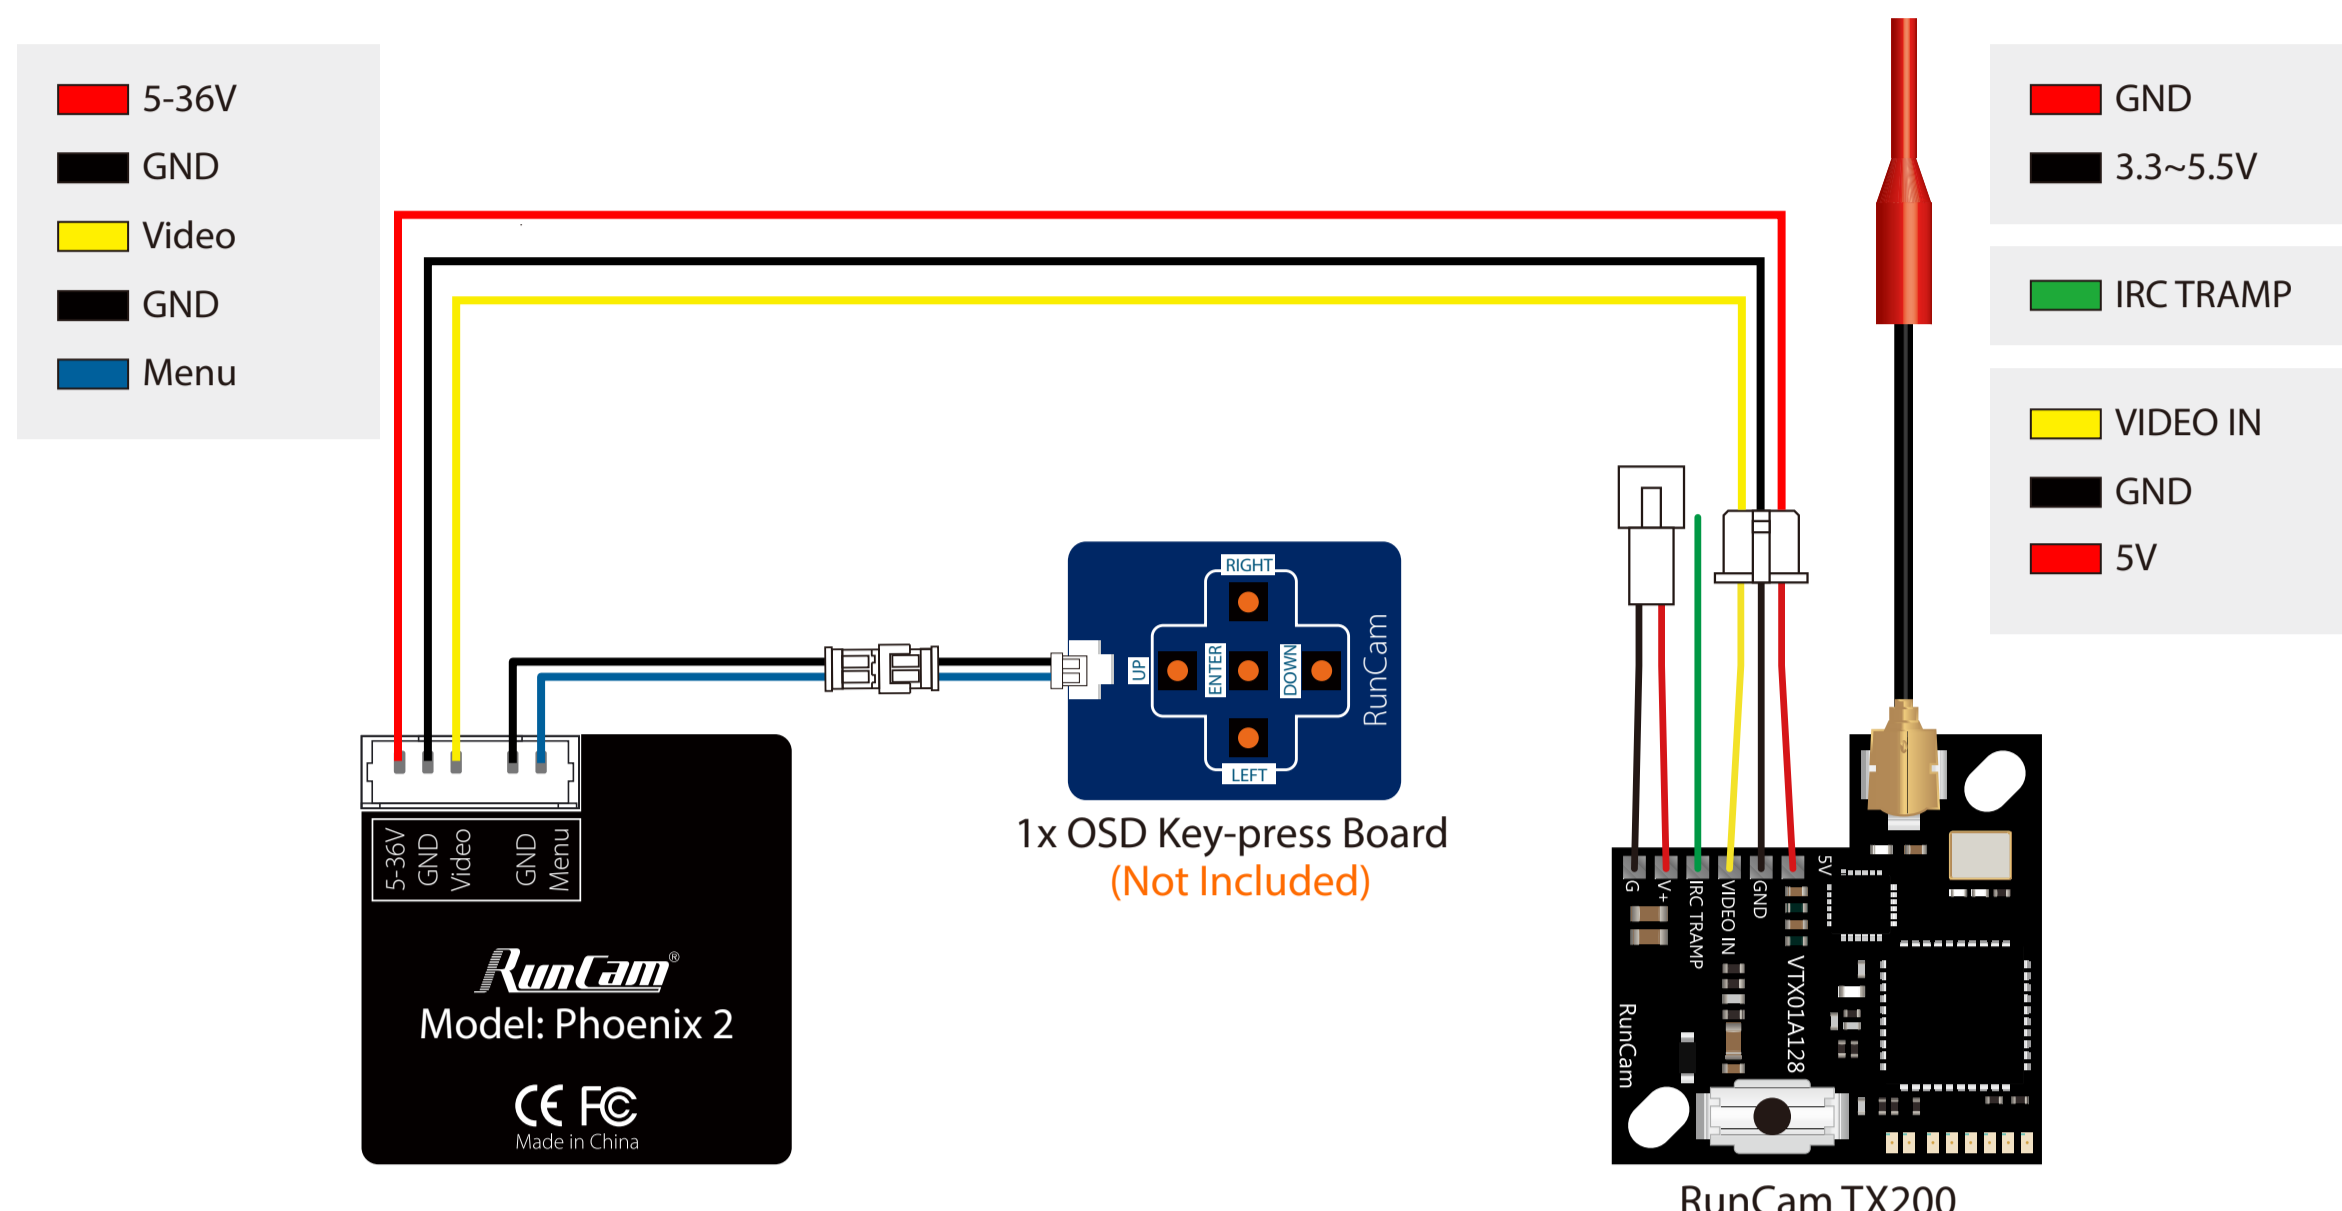 5-36V
GND
Video
GND
Menu
GND
3.3~5.5V
IRC TRAMP
VIDEO IN
GND
5V
RIGHT
UP
ENTER
DOWN
LEFT
RunCam
1x OSD Key-press Board
(Not Included)
5-36V
GND
Video
GND
Menu
RunCam®
Model: Phoenix 2
CE FC
Made in China
G
V+
IRC TRAMP
VIDEO IN
GND
5V
VTX01A128
RunCam
RunCam TX200